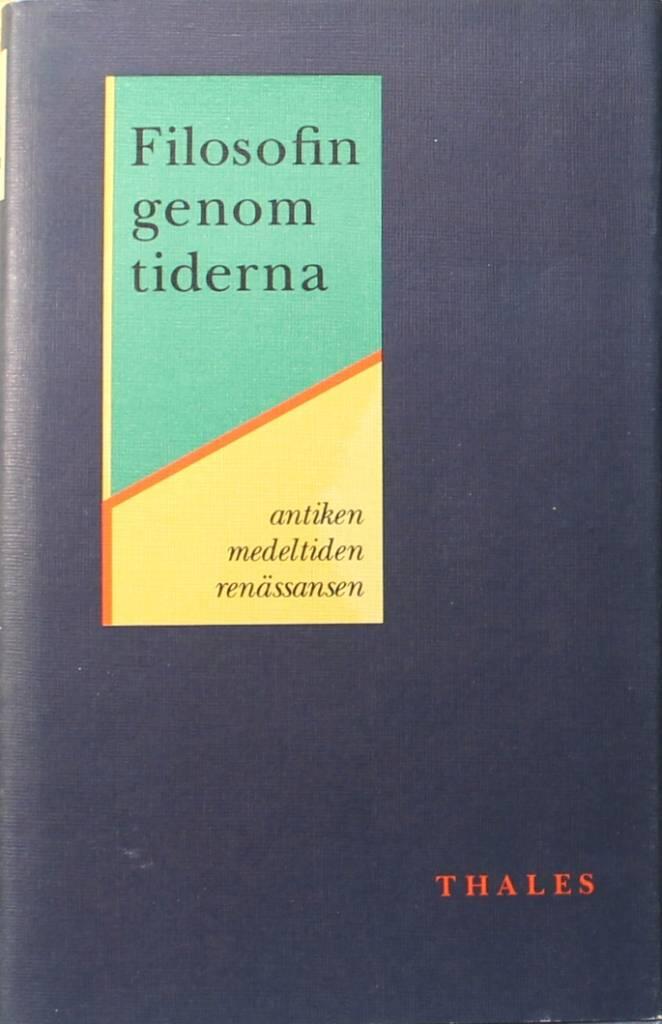 Filosofin
genom
tiderna
antiken
medeltiden
renässansen
THALES